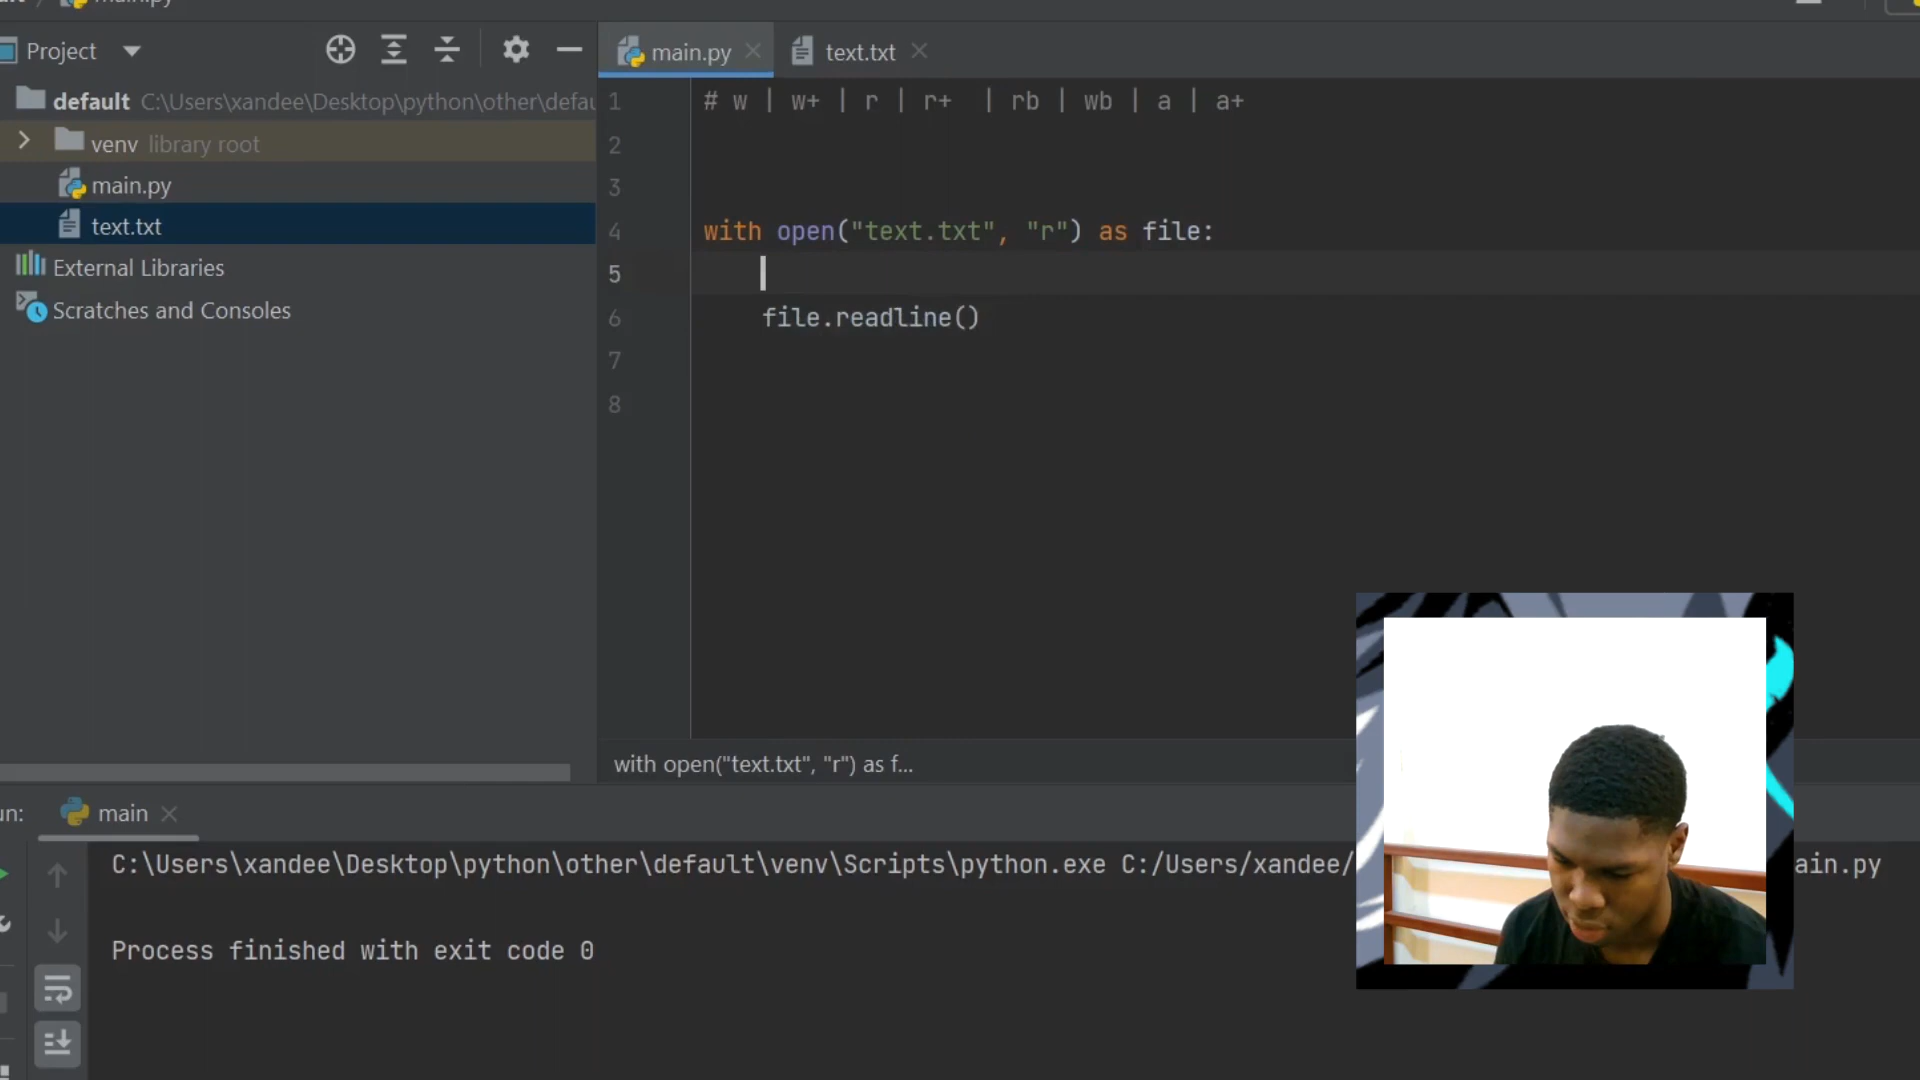 main.py
Project
main.py
text.txt
default C:\Users\xandee\Desktop\python\other\defau
venv library root
main.py
text.txt
External Libraries
Scratches and Consoles
1 # w | w+ | r | r+ | rb | wb | a | a+
2
3
4 with open("text.txt", "r") as file:
5
6 file.readline()
7
8
with open("text.txt", "r") as f...
un: main
C:\Users\xandee\Desktop\python\other\default\venv\Scripts\python.exe C:/Users/xandee/ ain.py
Process finished with exit code 0